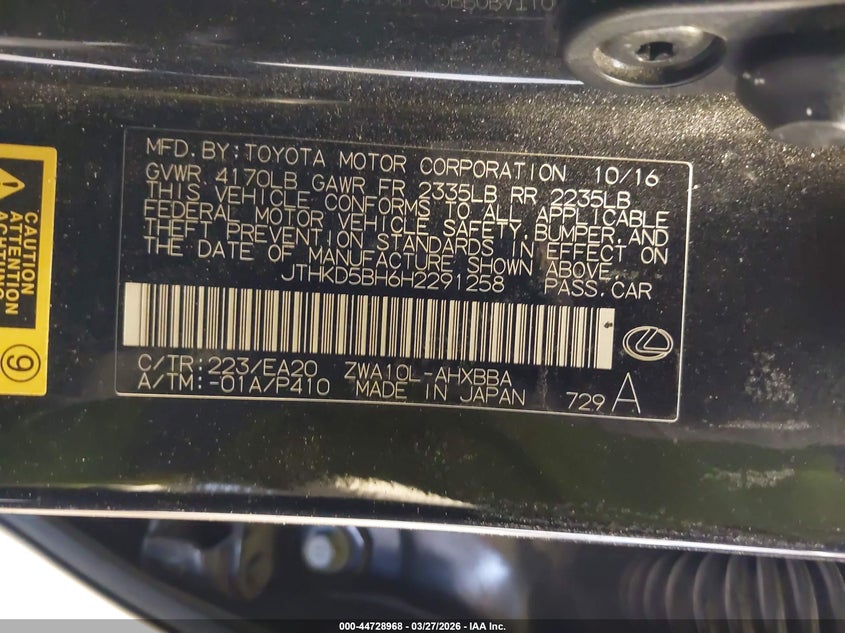 MFD.BY:TOYOTA MOTOR CORPORATION 10/16
GVWR 4170LB GAWR FR 2335LB RR 2235LB
THIS VEHICLE CONFORMS TO ALL APPLICABLE
FEDERAL MOTOR VEHICLE SAFETY,BUMPER,AND
THEFT PREVENTION STANDARDS IN EFFECT ON
THE DATE OF MANUFACTURE SHOWN ABOVE.
JTHKD5BH6H2291258 PASS.CAR
C/TR:223/EA20 ZWA10L-AHXBBA
A/TM:-01A/P410 MADE IN JAPAN
729 A
CAUTION
ATTENTION
9
000-44728968 | 03/27/2026 - IAA Inc.